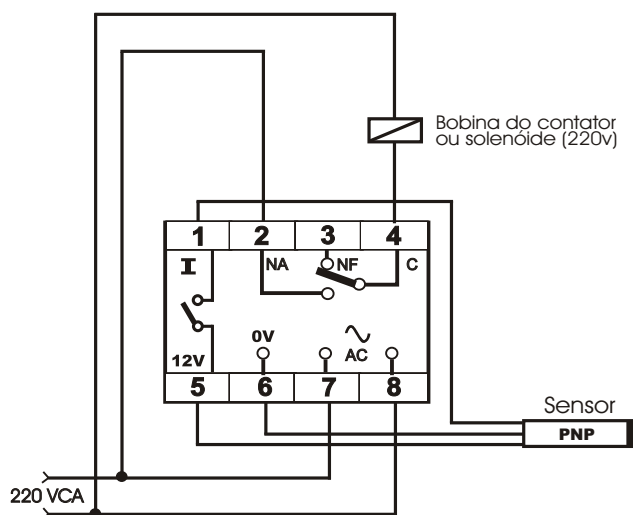 Bobina do contator
ou solenóide (220v)
1 2 3 4
I NA NF C
12V 0V AC
5 6 7 8
Sensor
PNP
220 VCA